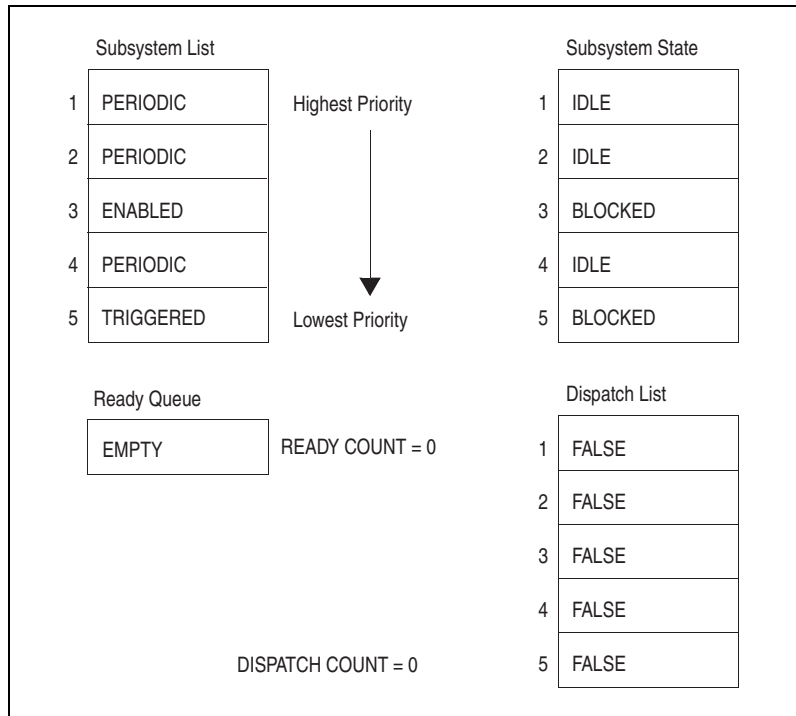 Subsystem List
1 PERIODIC
2 PERIODIC
3 ENABLED
4 PERIODIC
5 TRIGGERED
Highest Priority
Lowest Priority
Subsystem State
1 IDLE
2 IDLE
3 BLOCKED
4 IDLE
5 BLOCKED
Ready Queue
EMPTY
READY COUNT = 0
Dispatch List
1 FALSE
2 FALSE
3 FALSE
4 FALSE
5 FALSE
DISPATCH COUNT = 0